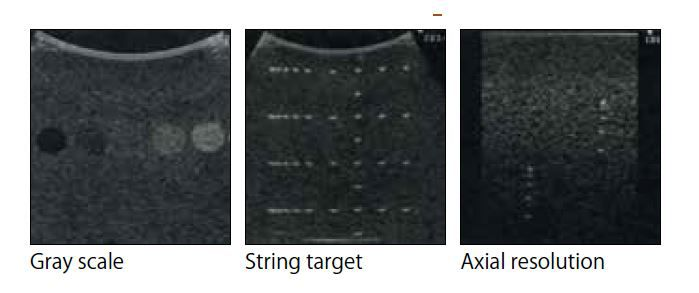 Gray scale
String target
Axial resolution